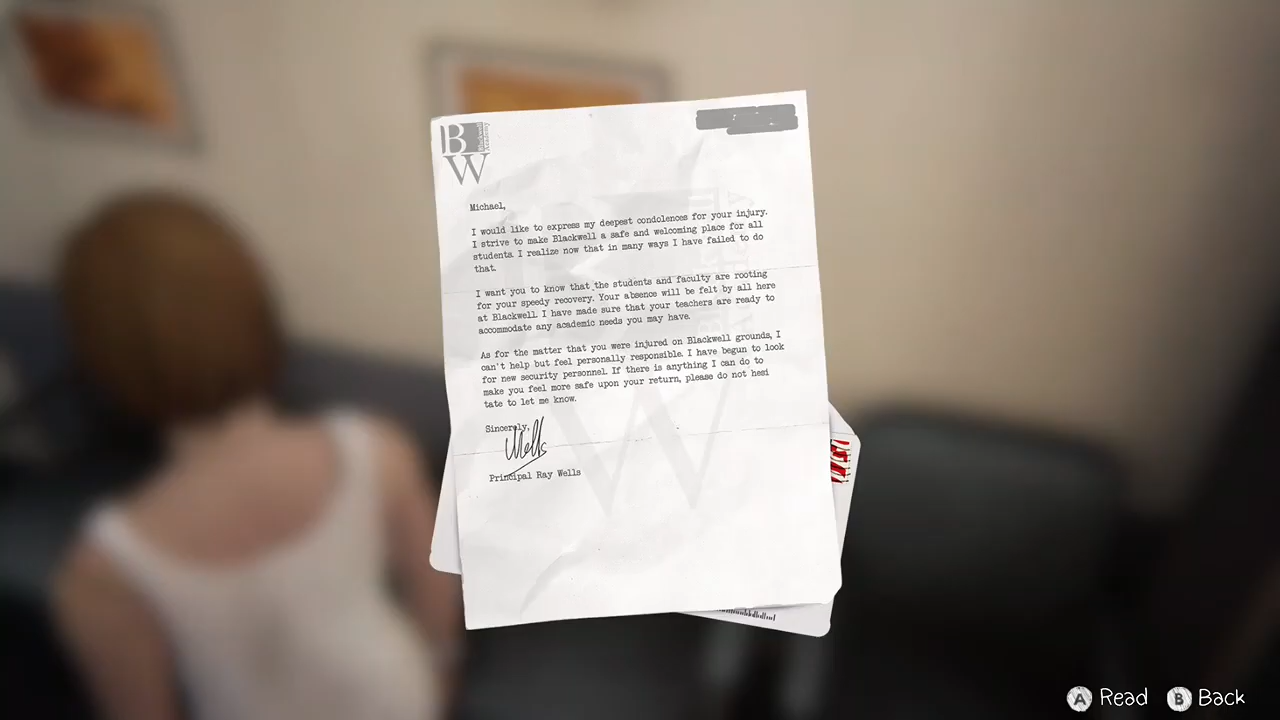 B
Blackwell
Academy
W
Michael,
I would like to express my deepest condolences for your injury.
I strive to make Blackwell a safe and welcoming place for all
students. I realize now that in many ways I have failed to do
that.
I want you to know that the students and faculty are rooting
for your speedy recovery. Your absence will be felt by all here
at Blackwell. I have made sure that your teachers are ready to
accommodate any academic needs you may have.
As for the matter that you were injured on Blackwell grounds, I
can't help but feel personally responsible. I have begun to look
for new security personnel. If there is anything I can do to
make you feel more safe upon your return, please do not hesi
tate to let me know.
Sincerely,
Wells
Principal Ray Wells
A Read B Back